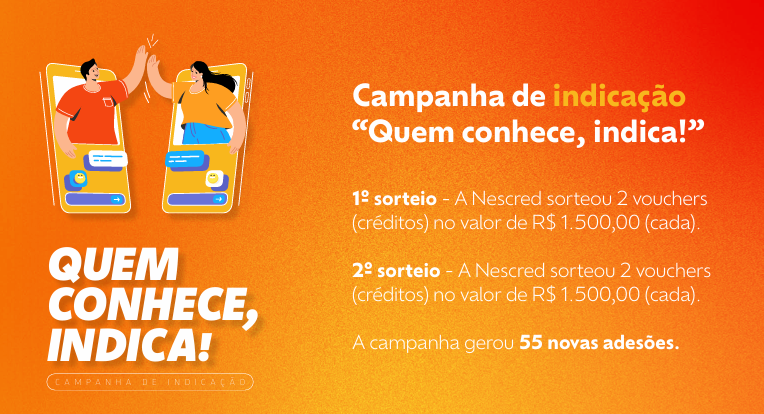 QUEM
CONHECE,
INDICA!
CAMPANHA DE INDICAÇÃO
Campanha de indicação
“Quem conhece, indica!”
1º sorteio - A Nescred sorteou 2 vouchers
(créditos) no valor de R$ 1.500,00 (cada).
2º sorteio - A Nescred sorteou 2 vouchers
(créditos) no valor de R$ 1.500,00 (cada).
A campanha gerou 55 novas adesões.